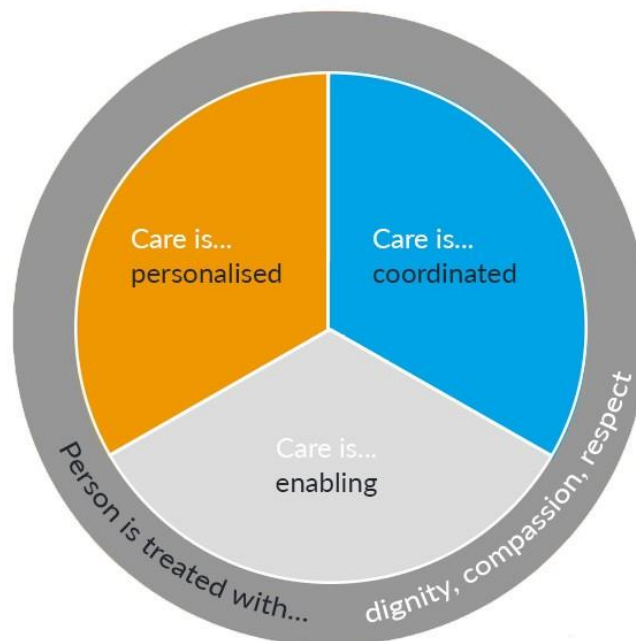 Care is...
personalised
Care is...
coordinated
Care is...
enabling
Person is treated with...
dignity, compassion, respect